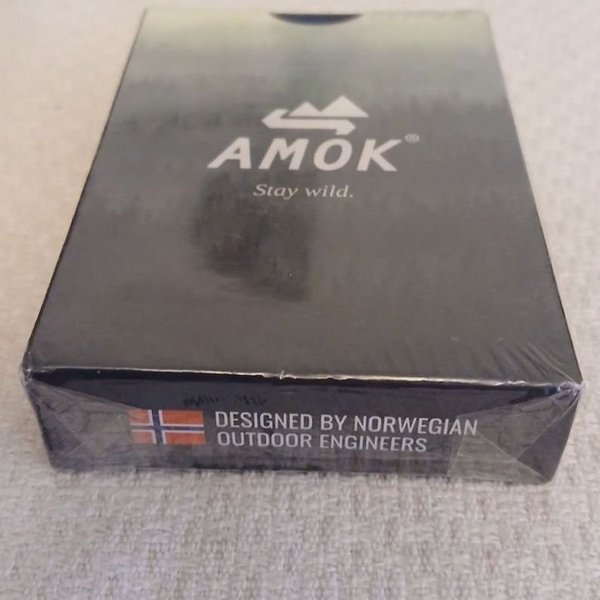 AMOK®
Stay wild.
DESIGNED BY NORWEGIAN
OUTDOOR ENGINEERS